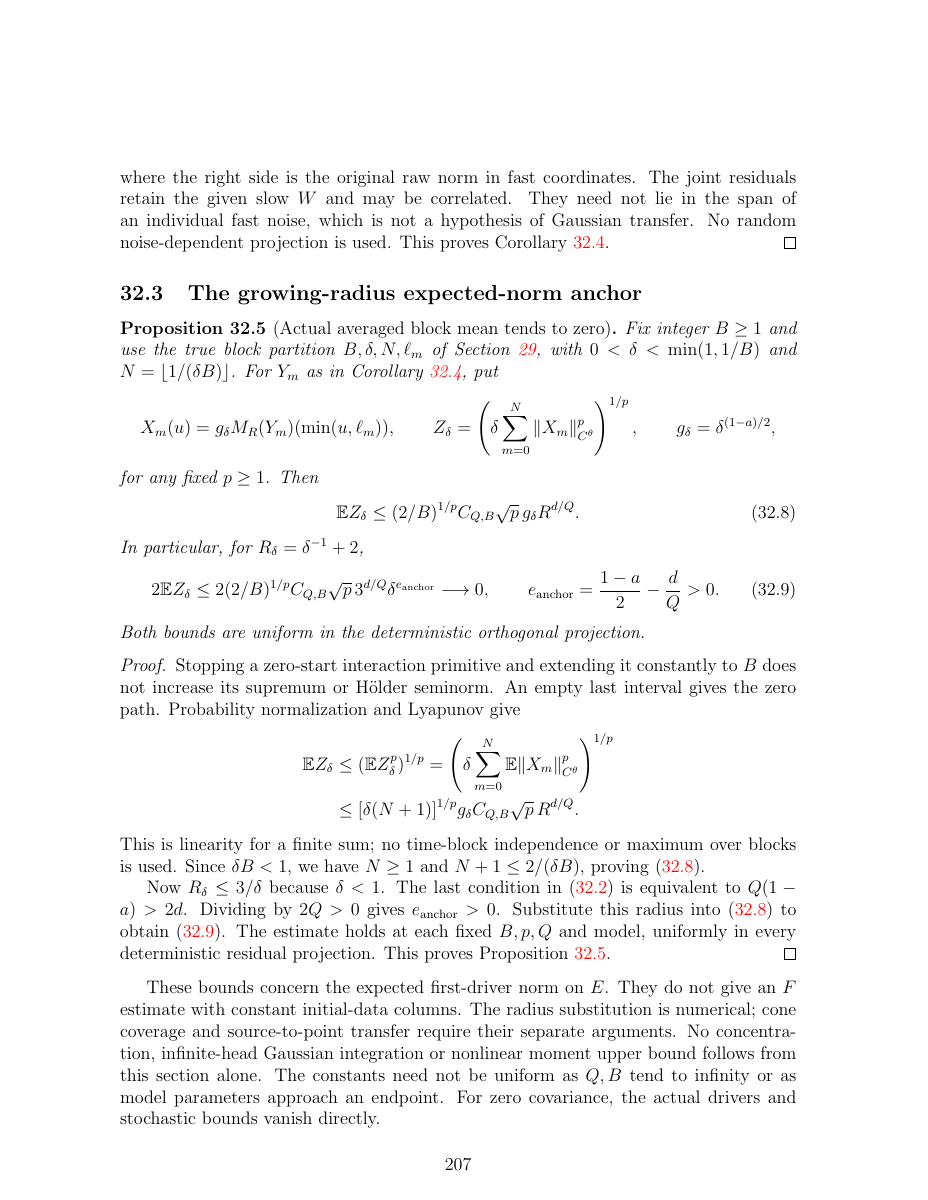 where the right side is the original raw norm in fast coordinates. The joint residuals
retain the given slow W and may be correlated. They need not lie in the span of
an individual fast noise, which is not a hypothesis of Gaussian transfer. No random
noise-dependent projection is used. This proves Corollary 32.4. □
32.3 The growing-radius expected-norm anchor
Proposition 32.5 (Actual averaged block mean tends to zero). Fix integer B ≥ 1 and
use the true block partition B, δ, N, ℓ_m of Section 29, with 0 < δ < min(1, 1/B) and
N = ⌊1/(δB)⌋. For Y_m as in Corollary 32.4, put
X_m(u) = g_δ M_R(Y_m)(min(u, ℓ_m)), Z_δ = (δ ∑_{m=0}^{N} ‖X_m‖^p_{C^θ})^{1/p}, g_δ = δ^{(1−a)/2},
for any fixed p ≥ 1. Then
𝔼Z_δ ≤ (2/B)^{1/p} C_{Q,B} √p g_δ R^{d/Q}. (32.8)
In particular, for R_δ = δ^{−1} + 2,
2𝔼Z_δ ≤ 2(2/B)^{1/p} C_{Q,B} √p 3^{d/Q} δ^{e_anchor} ⟶ 0, e_anchor = (1 − a)/2 − d/Q > 0. (32.9)
Both bounds are uniform in the deterministic orthogonal projection.
Proof. Stopping a zero-start interaction primitive and extending it constantly to B does
not increase its supremum or Hölder seminorm. An empty last interval gives the zero
path. Probability normalization and Lyapunov give
𝔼Z_δ ≤ (𝔼Z_δ^p)^{1/p} = (δ ∑_{m=0}^{N} 𝔼‖X_m‖^p_{C^θ})^{1/p}
≤ [δ(N + 1)]^{1/p} g_δ C_{Q,B} √p R^{d/Q}.
This is linearity for a finite sum; no time-block independence or maximum over blocks
is used. Since δB < 1, we have N ≥ 1 and N + 1 ≤ 2/(δB), proving (32.8).
Now R_δ ≤ 3/δ because δ < 1. The last condition in (32.2) is equivalent to Q(1 −
a) > 2d. Dividing by 2Q > 0 gives e_anchor > 0. Substitute this radius into (32.8) to
obtain (32.9). The estimate holds at each fixed B, p, Q and model, uniformly in every
deterministic residual projection. This proves Proposition 32.5. □
These bounds concern the expected first-driver norm on E. They do not give an F
estimate with constant initial-data columns. The radius substitution is numerical; cone
coverage and source-to-point transfer require their separate arguments. No concentra-
tion, infinite-head Gaussian integration or nonlinear moment upper bound follows from
this section alone. The constants need not be uniform as Q, B tend to infinity or as
model parameters approach an endpoint. For zero covariance, the actual drivers and
stochastic bounds vanish directly.
207